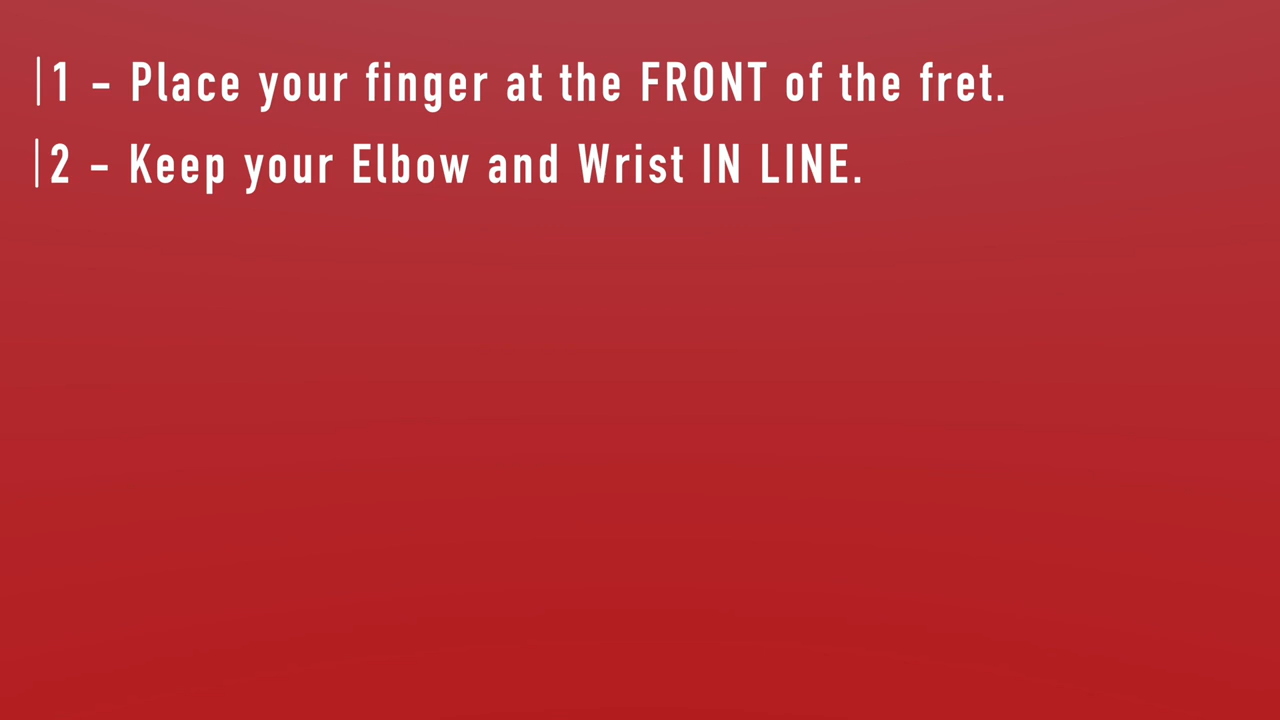 1 - Place your finger at the FRONT of the fret.
2 - Keep your Elbow and Wrist IN LINE.